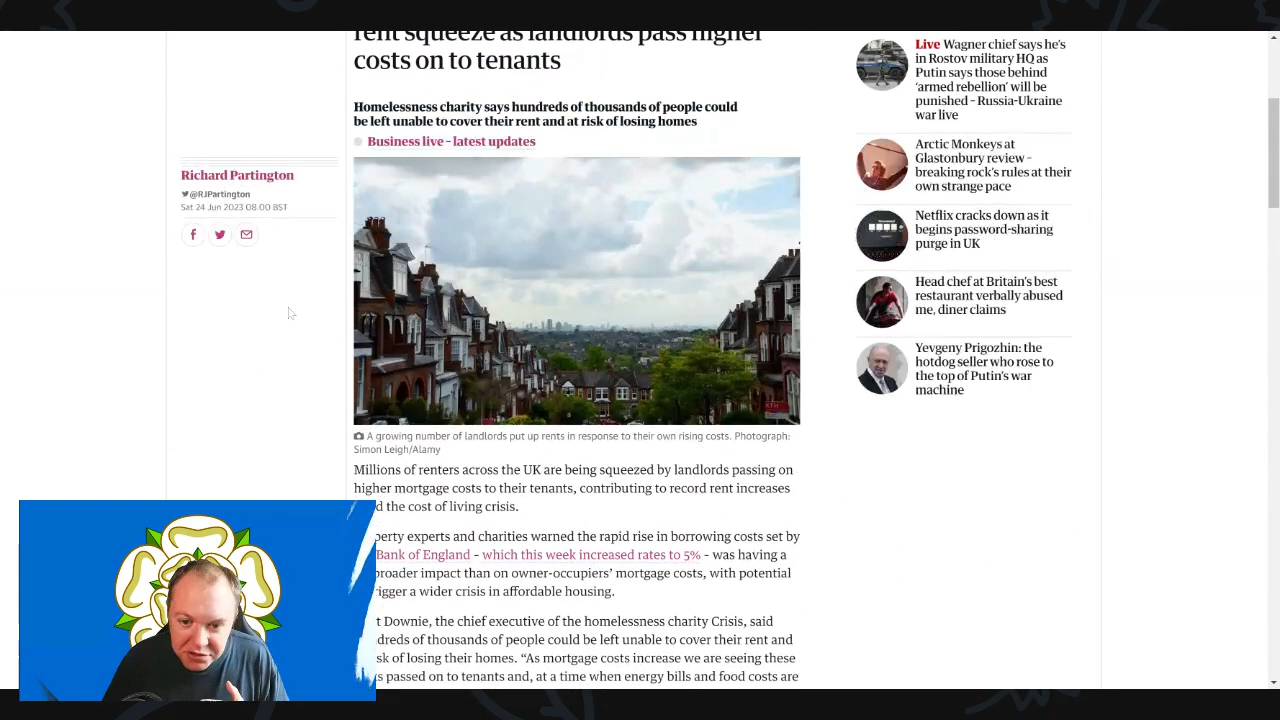 rent squeeze as landlords pass higher
costs on to tenants
Homelessness charity says hundreds of thousands of people could
be left unable to cover their rent and at risk of losing homes
Business live – latest updates
Richard Partington
@RJPartington
Sat 24 Jun 2023 08.00 BST
A growing number of landlords put up rents in response to their own rising costs. Photograph:
Simon Leigh/Alamy
Millions of renters across the UK are being squeezed by landlords passing on
higher mortgage costs to their tenants, contributing to record rent increases
the cost of living crisis.
perty experts and charities warned the rapid rise in borrowing costs set by
Bank of England – which this week increased rates to 5% – was having a
broader impact than on owner-occupiers’ mortgage costs, with potential
rigger a wider crisis in affordable housing.
t Downie, the chief executive of the homelessness charity Crisis, said
dreds of thousands of people could be left unable to cover their rent and
sk of losing their homes. “As mortgage costs increase we are seeing these
s passed on to tenants and, at a time when energy bills and food costs are
Live Wagner chief says he’s
in Rostov military HQ as
Putin says those behind
‘armed rebellion’ will be
punished – Russia-Ukraine
war live
Arctic Monkeys at
Glastonbury review –
breaking rock’s rules at their
own strange pace
Netflix cracks down as it
begins password-sharing
purge in UK
Head chef at Britain’s best
restaurant verbally abused
me, diner claims
Yevgeny Prigozhin: the
hotdog seller who rose to
the top of Putin’s war
machine